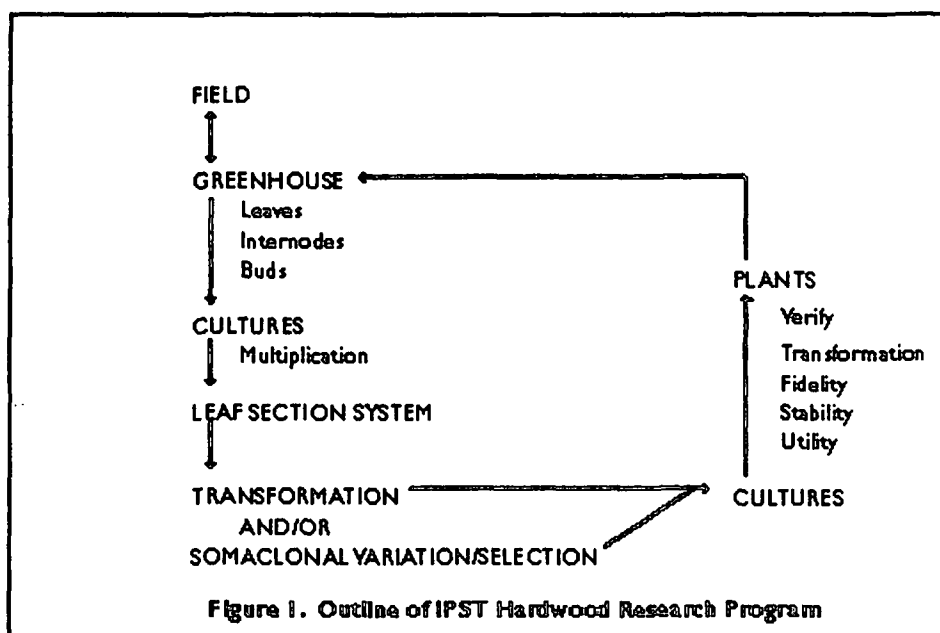 FIELD
GREENHOUSE
Leaves
Internodes
Buds
CULTURES
Multiplication
LEAF SECTION SYSTEM
TRANSFORMATION
AND/OR
SOMACLONAL VARIATION/SELECTION
PLANTS
Verify
Transformation
Fidelity
Stability
Utility
CULTURES
Figure 1. Outline of IPST Hardwood Research Program